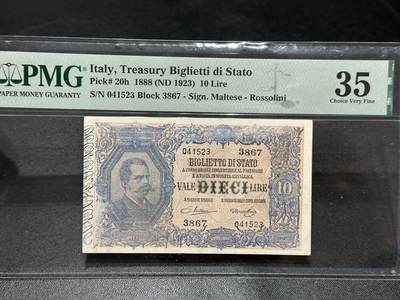 PMG
PAPER MONEY GUARANTY
Italy, Treasury Biglietti di Stato
Pick# 20h 1888 (ND 1923) 10 Lire
S/N 041523 Block 3867 - Sign. Maltese - Rossolini
35
Choice Very Fine
041523 3867
BIGLIETTO DI STATO
VALE DIECI LIRE
10
3867 041523